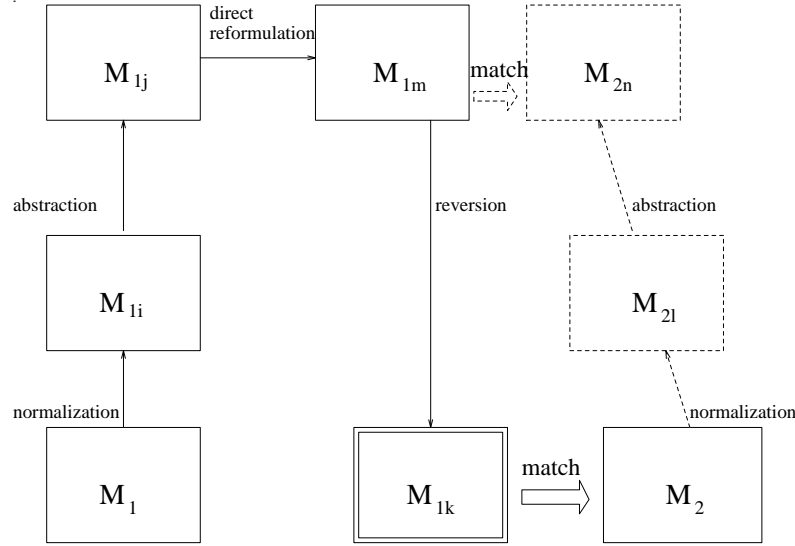 direct
reformulation
M1j
M1m
match
M2n
abstraction
reversion
abstraction
M1i
M2l
normalization
normalization
match
M1
M1k
M2